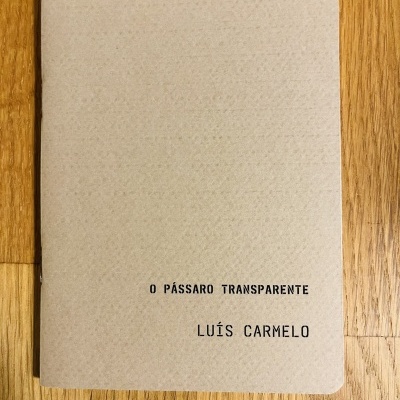 O PÁSSARO TRANSPARENTE
LUÍS CARMELO